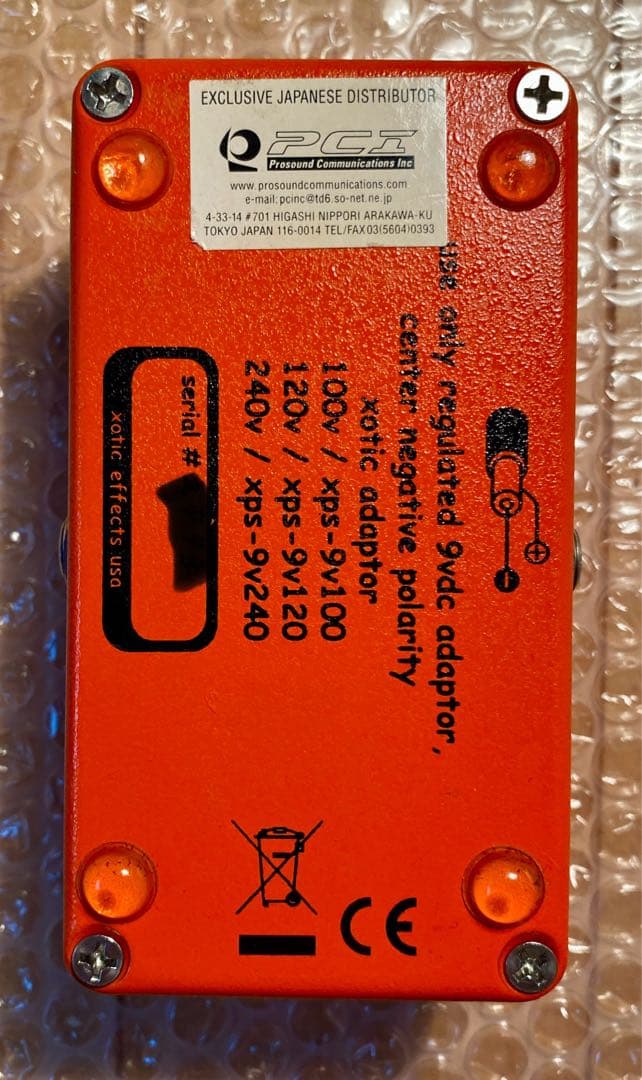 EXCLUSIVE JAPANESE DISTRIBUTOR
PCI
Prosound Communications Inc
www.prosoundcommunications.com
e-mail:pcinc@td6.so-net.ne.jp
4-33-14 #701 HIGASHI NIPPORI ARAKAWA-KU
TOKYO JAPAN 116-0014 TEL/FAX03(5604)0393
use only regulated 9vdc adaptor,
center negative polarity
xotic adaptor
100v / xps-9v100
120v / xps-9v120
240v / xps-9v240
serial #
xotic effects usa
CE